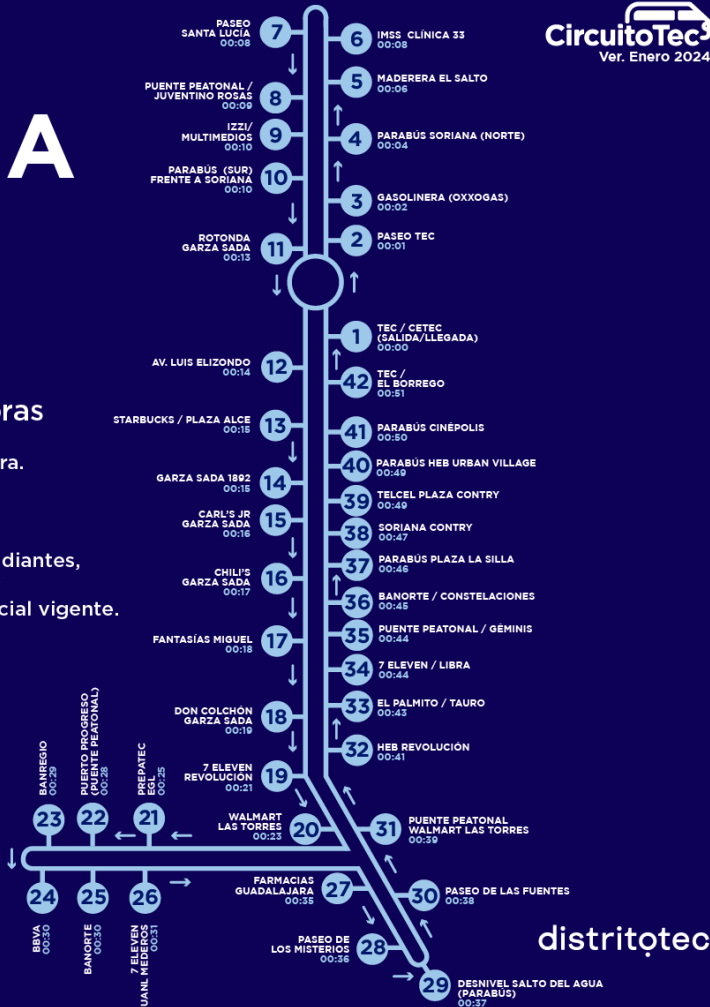 CircuitoTec
Ver. Enero 2024
A
7
PASEO
SANTA LUCÍA
00:08
6
IMSS CLÍNICA 33
00:08
8
PUENTE PEATONAL /
JUVENTINO ROSAS
00:09
5
MADERERA EL SALTO
00:06
9
IZZI/
MULTIMEDIOS
00:10
4
PARABÚS SORIANA (NORTE)
00:04
10
PARABÚS (SUR)
FRENTE A SORIANA
00:10
3
GASOLINERA (OXXOGAS)
00:02
11
ROTONDA
GARZA SADA
00:13
2
PASEO TEC
00:01
1
TEC / CETEC
(SALIDA/LLEGADA)
00:00
12
AV. LUIS ELIZONDO
00:14
42
TEC /
EL BORREGO
00:51
oras
ra.
diantes,
cial vigente.
13
STARBUCKS / PLAZA ALCE
00:15
41
PARABÚS CINÉPOLIS
00:50
14
GARZA SADA 1892
00:15
40
PARABÚS HEB URBAN VILLAGE
00:49
39
TELCEL PLAZA CONTRY
00:49
15
CARL'S JR
GARZA SADA
00:16
38
SORIANA CONTRY
00:47
37
PARABÚS PLAZA LA SILLA
00:46
16
CHILI'S
GARZA SADA
00:17
36
BANORTE / CONSTELACIONES
00:45
17
FANTASÍAS MIGUEL
00:18
35
PUENTE PEATONAL / GÉMINIS
00:44
34
7 ELEVEN / LIBRA
00:44
18
DON COLCHÓN
GARZA SADA
00:19
33
EL PALMITO / TAURO
00:43
32
HEB REVOLUCIÓN
00:41
19
7 ELEVEN
REVOLUCIÓN
00:21
20
WALMART
LAS TORRES
00:23
31
PUENTE PEATONAL
WALMART LAS TORRES
00:39
23
BANREGIO
00:29
22
PUERTO PROGRESO
(PUENTE PEATONAL)
00:28
21
PREPATEC
EGL
00:25
24
BBVA
00:30
25
BANORTE
00:30
26
7 ELEVEN
UANL MEDEROS
00:31
27
FARMACIAS
GUADALAJARA
00:35
30
PASEO DE LAS FUENTES
00:38
28
PASEO DE
LOS MISTERIOS
00:36
29
DESNIVEL SALTO DEL AGUA
(PARABÚS)
00:37
distritotec